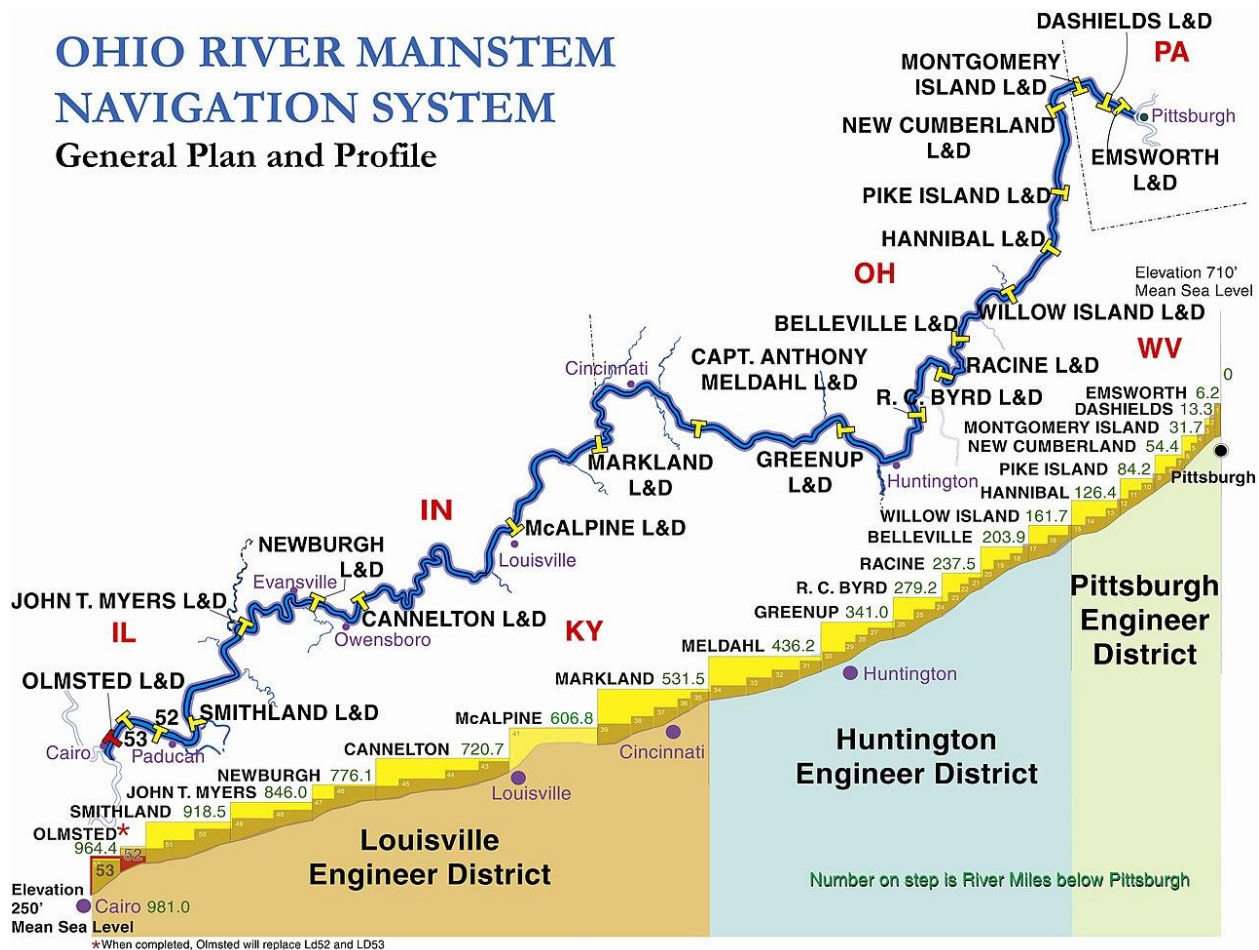 OHIO RIVER MAINSTEM
NAVIGATION SYSTEM
General Plan and Profile
DASHIELDS L&D
PA
MONTGOMERY
ISLAND L&D
Pittsburgh
NEW CUMBERLAND
L&D
EMSWORTH
L&D
PIKE ISLAND L&D
HANNIBAL L&D
OH
Elevation 710'
Mean Sea Level
WILLOW ISLAND L&D
BELLEVILLE L&D
WV
CAPT. ANTHONY
MELDAHL L&D
Cincinnati
RACINE L&D
R. C. BYRD L&D
MARKLAND
L&D
GREENUP
L&D
Huntington
IN
McALPINE L&D
Louisville
NEWBURGH
L&D
Evansville
JOHN T. MYERS L&D
CANNELTON L&D
Owensboro
IL
KY
OLMSTED L&D
SMITHLAND L&D
52
53
Cairo
Paducah
0
EMSWORTH 6.2
DASHIELDS 13.3
MONTGOMERY ISLAND 31.7
NEW CUMBERLAND 54.4
PIKE ISLAND 84.2
Pittsburgh
HANNIBAL 126.4
WILLOW ISLAND 161.7
BELLEVILLE 203.9
RACINE 237.5
R. C. BYRD 279.2
GREENUP 341.0
MELDAHL 436.2
Huntington
MARKLAND 531.5
McALPINE 606.8
Cincinnati
CANNELTON 720.7
NEWBURGH 776.1
Louisville
JOHN T. MYERS 846.0
SMITHLAND 918.5
OLMSTED*
964.4
52
53
Pittsburgh
Engineer
District
Huntington
Engineer District
Louisville
Engineer District
Number on step is River Miles below Pittsburgh
Elevation
250'
Mean Sea Level
Cairo 981.0
*When completed, Olmsted will replace Ld52 and LD53